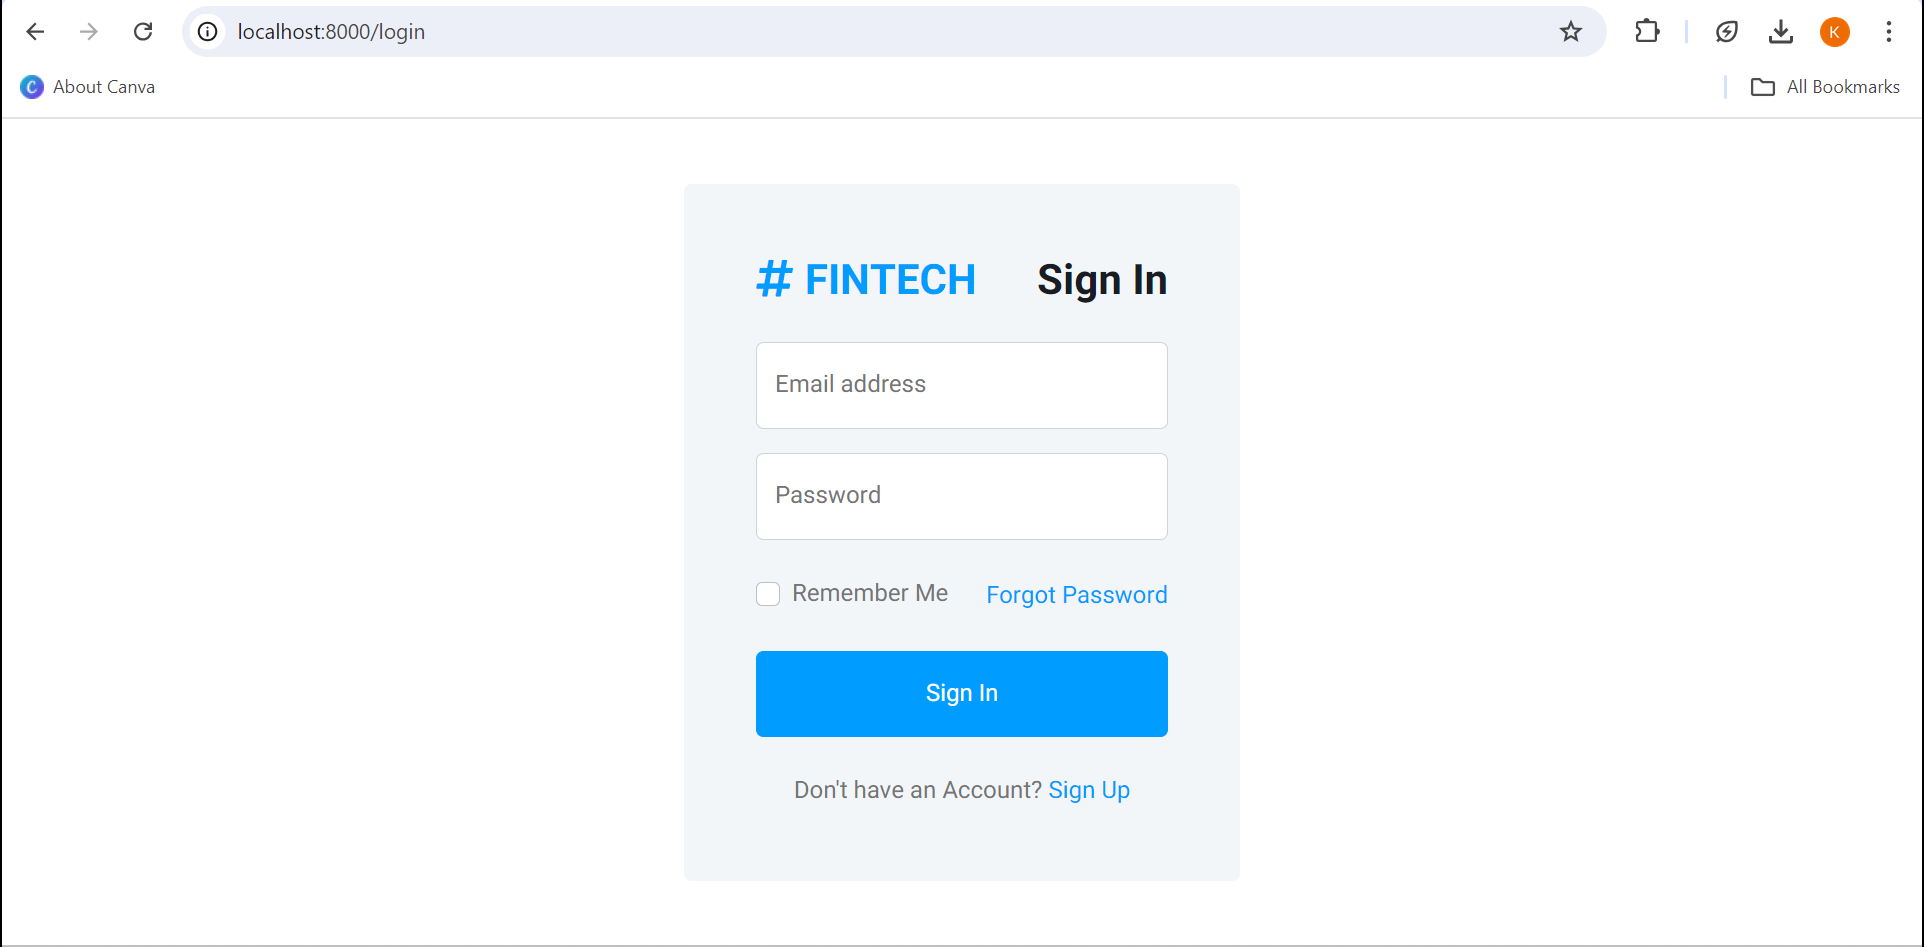 localhost:8000/login
K
About Canva
All Bookmarks
# FINTECH Sign In
Email address
Password
Remember Me Forgot Password
Sign In
Don't have an Account? Sign Up